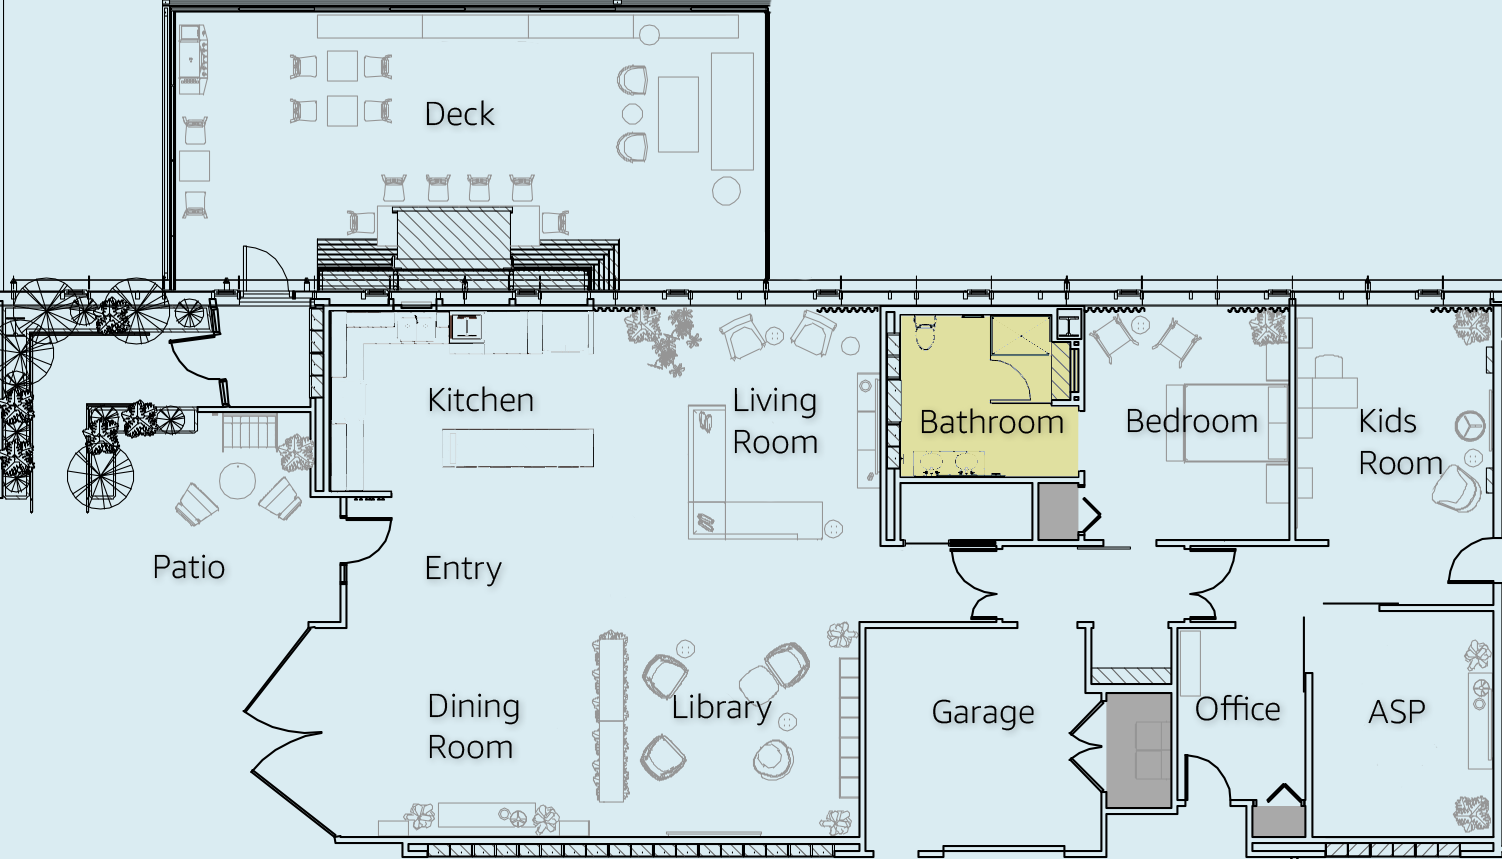 Deck
Kitchen
Living
Room
Bathroom
Bedroom
Kids
Room
Patio
Entry
Dining
Room
Library
Garage
Office
ASP